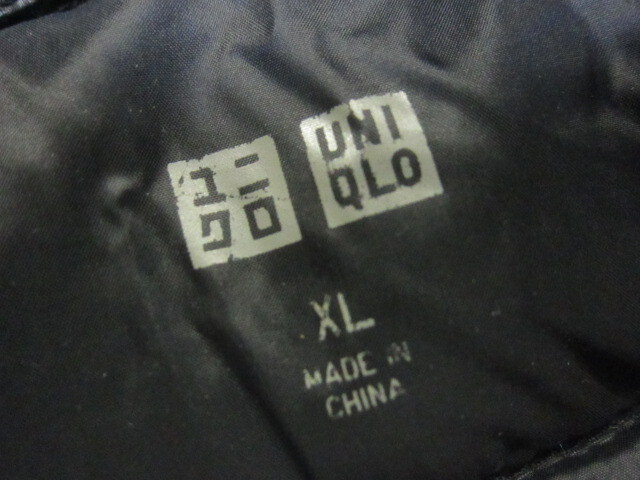 ユニ
クロ
UNI
QLO
XL
MADE IN
CHINA